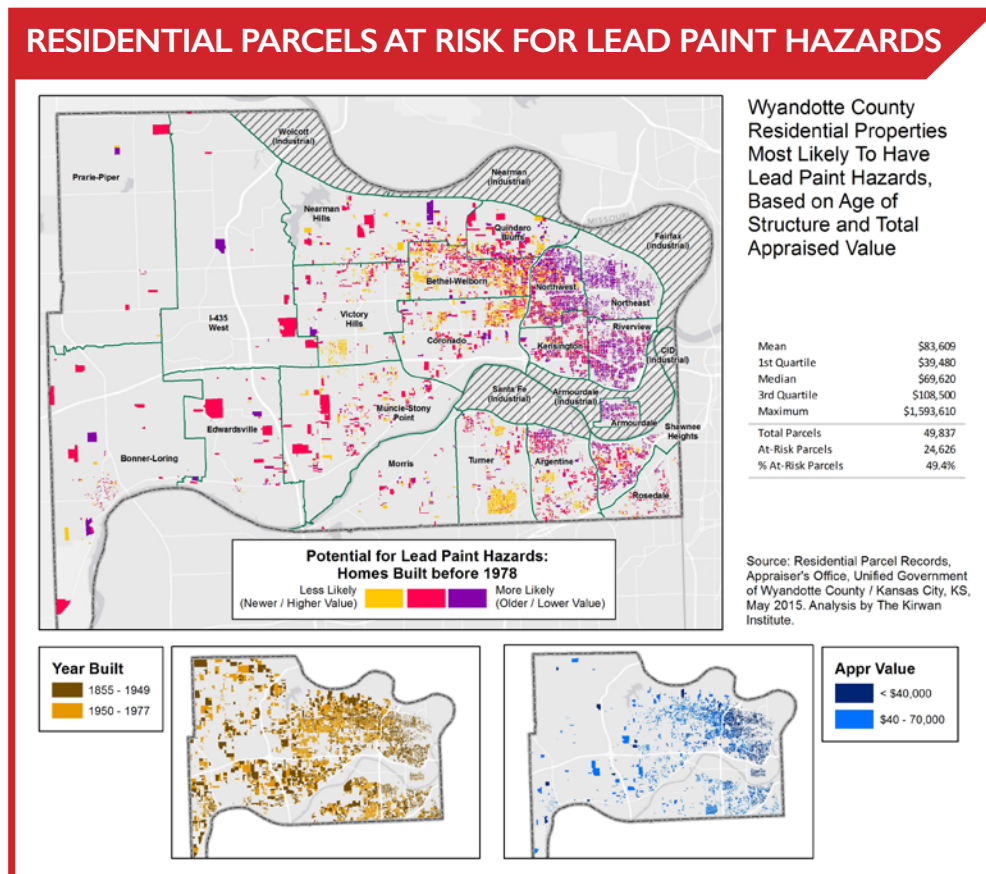 RESIDENTIAL PARCELS AT RISK FOR LEAD PAINT HAZARDS
Wolcott
(Industrial)
Prarie-Piper
Nearman
(Industrial)
Nearman
Hills
MISSOURI
Quindaro
Bluffs
Fairfax
(Industrial)
Bethel-Welborn
Northwest
Northeast
I-435
West
Victory
Hills
Riverview
Coronado
Kensington
CID
(Industrial)
Santa Fe
(Industrial)
Armourdale
(Industrial)
Muncie-Stony
Point
Armourdale
Shawnee
Heights
Edwardsville
Bonner-Loring
Morris
Turner
Argentine
Rosedale
Potential for Lead Paint Hazards:
Homes Built before 1978
Less Likely
(Newer / Higher Value)
More Likely
(Older / Lower Value)
Wyandotte County
Residential Properties
Most Likely To Have
Lead Paint Hazards,
Based on Age of
Structure and Total
Appraised Value
Mean $83,609
1st Quartile $39,480
Median $69,620
3rd Quartile $108,500
Maximum $1,593,610
Total Parcels 49,837
At-Risk Parcels 24,626
% At-Risk Parcels 49.4%
Source: Residential Parcel Records,
Appraiser's Office, Unified Government
of Wyandotte County / Kansas City, KS,
May 2015. Analysis by The Kirwan
Institute.
Year Built
1855 - 1949
1950 - 1977
Appr Value
< $40,000
$40 - 70,000